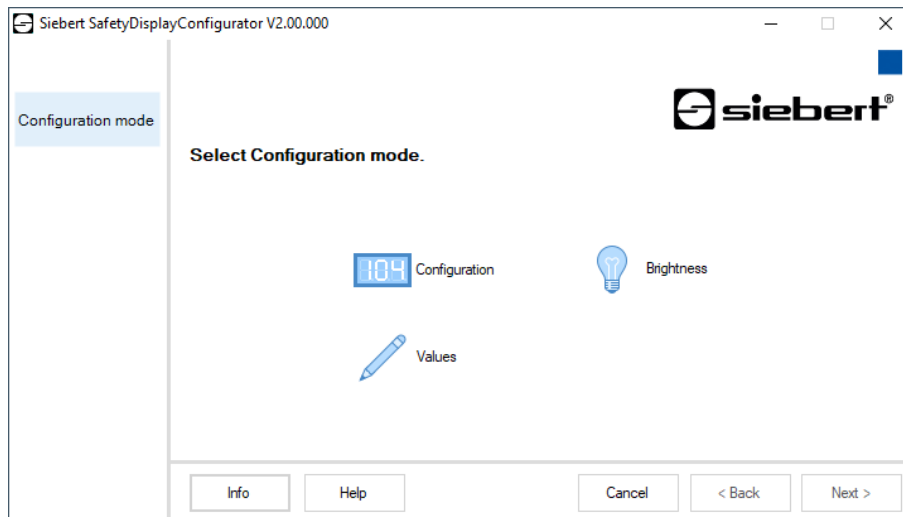 Siebert SafetyDisplayConfigurator V2.00.000
Configuration mode
siebert®
Select Configuration mode.
104 Configuration
Brightness
Values
Info
Help
Cancel
< Back
Next >